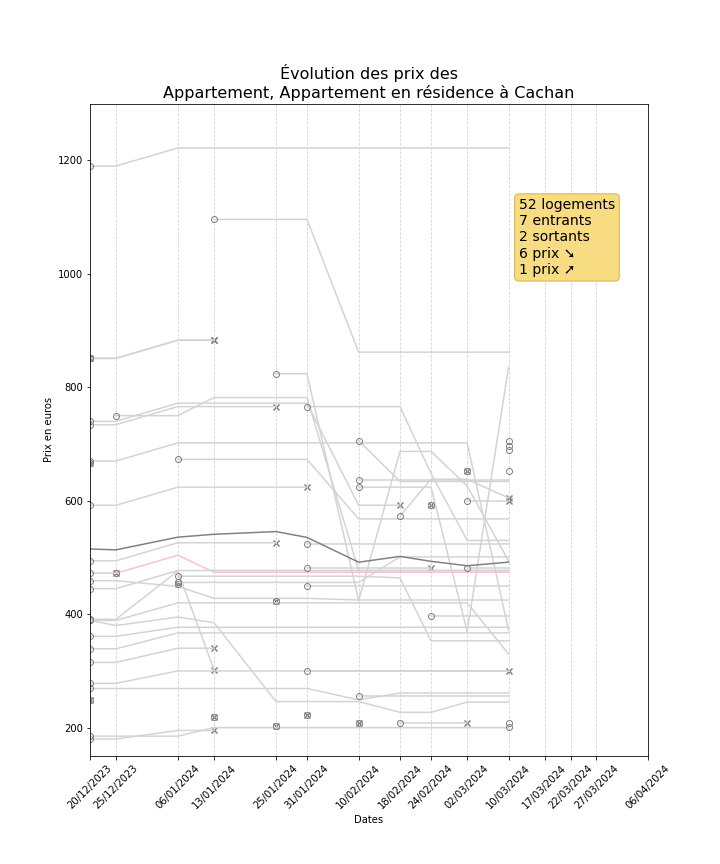 Évolution des prix des
Appartement, Appartement en résidence à Cachan
1200
1000
800
600
400
200
Prix en euros
52 logements
7 entrants
2 sortants
6 prix ↘
1 prix ↗
20/12/2023
25/12/2023
06/01/2024
13/01/2024
25/01/2024
31/01/2024
10/02/2024
18/02/2024
24/02/2024
02/03/2024
10/03/2024
17/03/2024
22/03/2024
27/03/2024
06/04/2024
Dates